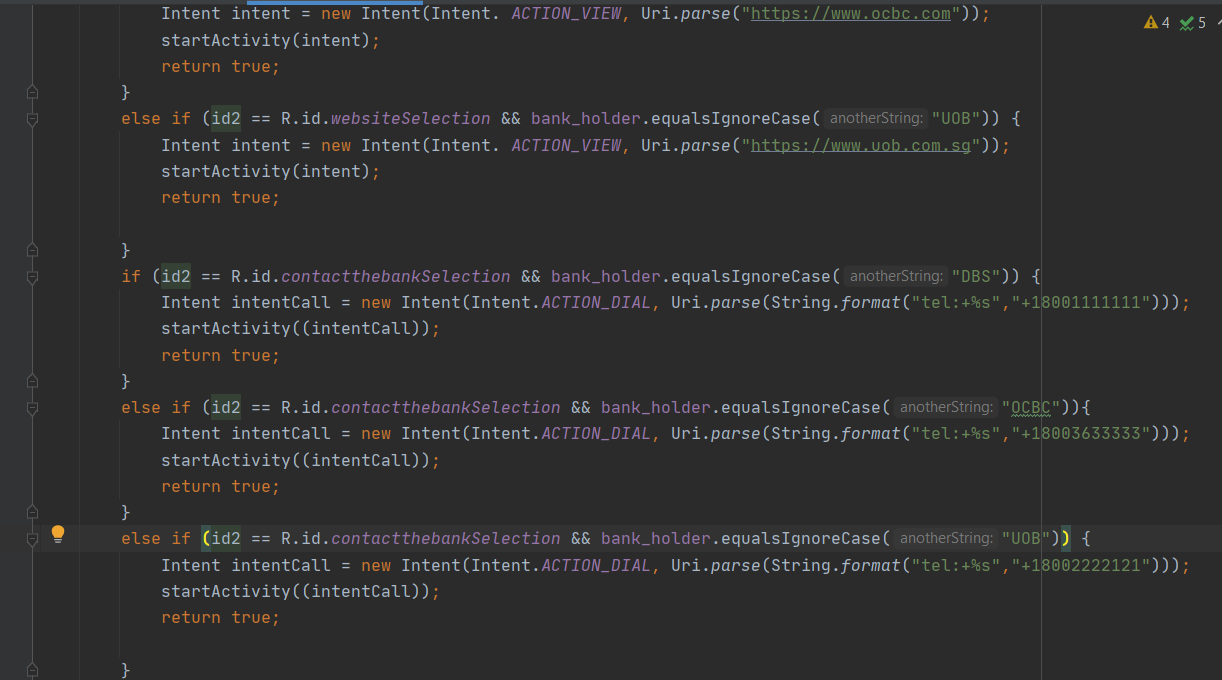 Intent intent = new Intent(Intent. ACTION_VIEW, Uri.parse("https://www.ocbc.com"));
4 5
startActivity(intent);
return true;
}
else if (id2 == R.id.websiteSelection && bank_holder.equalsIgnoreCase( anotherString: "UOB")) {
Intent intent = new Intent(Intent. ACTION_VIEW, Uri.parse("https://www.uob.com.sg"));
startActivity(intent);
return true;
}
if (id2 == R.id.contactthebankSelection && bank_holder.equalsIgnoreCase( anotherString: "DBS")) {
Intent intentCall = new Intent(Intent.ACTION_DIAL, Uri.parse(String.format("tel:+%s","+18001111111")));
startActivity((intentCall));
return true;
}
else if (id2 == R.id.contactthebankSelection && bank_holder.equalsIgnoreCase( anotherString: "OCBC")){
Intent intentCall = new Intent(Intent.ACTION_DIAL, Uri.parse(String.format("tel:+%s","+18003633333")));
startActivity((intentCall));
return true;
}
else if (id2 == R.id.contactthebankSelection && bank_holder.equalsIgnoreCase( anotherString: "UOB")) {
Intent intentCall = new Intent(Intent.ACTION_DIAL, Uri.parse(String.format("tel:+%s","+18002222121")));
startActivity((intentCall));
return true;
}